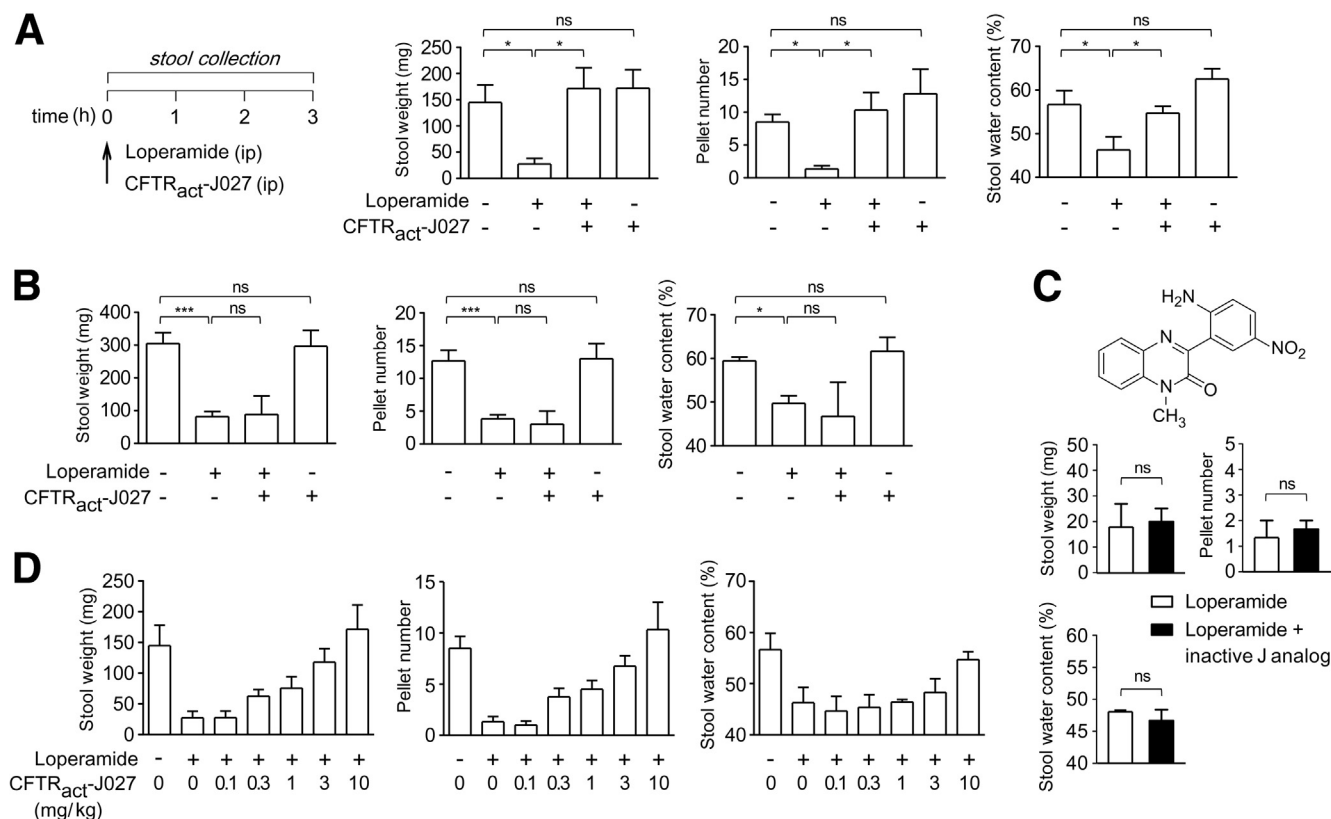 A
stool collection
time (h) 0 1 2 3
Loperamide (ip)
CFTRact-J027 (ip)
Stool weight (mg)
250
200
150
100
50
0
ns
* *
Pellet number
20
15
10
5
0
ns
* *
Stool water content (%)
70
60
50
40
ns
* *
Loperamide - + + - - + + - - + + -
CFTRact-J027 - - + + - - + + - - + +
B
Stool weight (mg)
400
300
200
100
0
ns
*** ns
Pellet number
20
15
10
5
0
ns
*** ns
Stool water content (%)
70
60
50
40
ns
* ns
Loperamide - + + - - + + - - + + -
CFTRact-J027 - - + + - - + + - - + +
C
H2N
N
NO2
N
O
CH3
Stool weight (mg)
50
40
30
20
10
0
ns
Pellet number
5
4
3
2
1
0
ns
Loperamide
Loperamide +
inactive J analog
Stool water content (%)
60
55
50
45
40
ns
D
Stool weight (mg)
250
200
150
100
50
0
Pellet number
15
10
5
0
Stool water content (%)
70
60
50
40
Loperamide - + + + + + + - + + + + + + - + + + + + +
CFTRact-J027 0 0 0.1 0.3 1 3 10 0 0 0.1 0.3 1 3 10 0 0 0.1 0.3 1 3 10
(mg/kg)